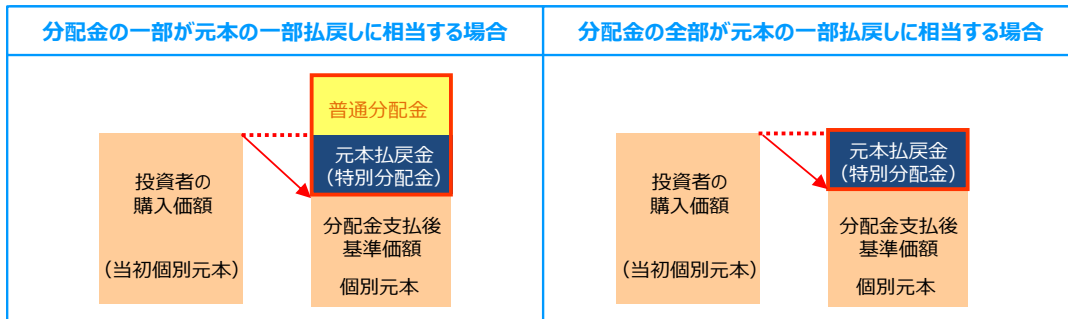 分配金の一部が元本の一部払戻しに相当する場合
分配金の全部が元本の一部払戻しに相当する場合
普通分配金
元本払戻金
(特別分配金)
投資者の
購入価額
(当初個別元本)
分配金支払後
基準価額
個別元本
元本払戻金
(特別分配金)
投資者の
購入価額
(当初個別元本)
分配金支払後
基準価額
個別元本